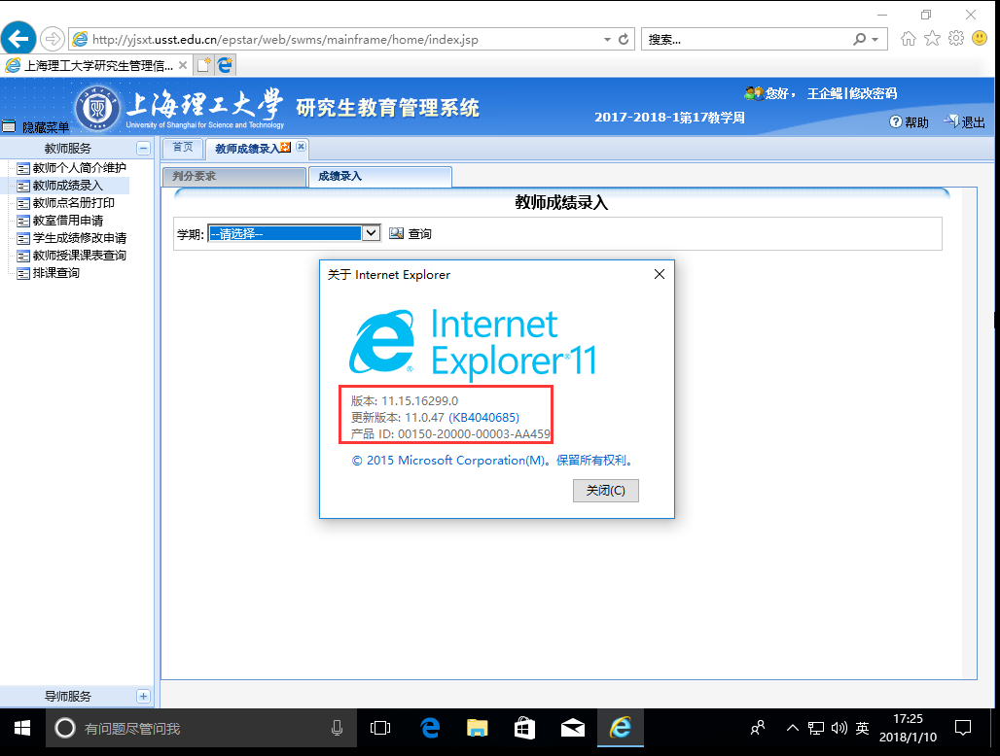 http://yjsxt.usst.edu.cn/epstar/web/swms/mainframe/home/index.jsp
搜索...
上海理工大学研究生管理信...
上海理工大学
University of Shanghai for Science and Technology
研究生教育管理系统
您好， 王企鲲|修改密码
2017-2018-1第17教学周
隐藏菜单
帮助
退出
教师服务
首页
教师成绩录入
教师个人简介维护
教师成绩录入
教师点名册打印
教室借用申请
学生成绩修改申请
教师授课课表查询
排课查询
判分要求
成绩录入
教师成绩录入
学期: --请选择-- 查询
关于 Internet Explorer
Internet
Explorer®11
版本: 11.15.16299.0
更新版本: 11.0.47 (KB4040685)
产品 ID: 00150-20000-00003-AA459
© 2015 Microsoft Corporation(M)。保留所有权利。
关闭(C)
导师服务
有问题尽管问我
英
17:25
2018/1/10